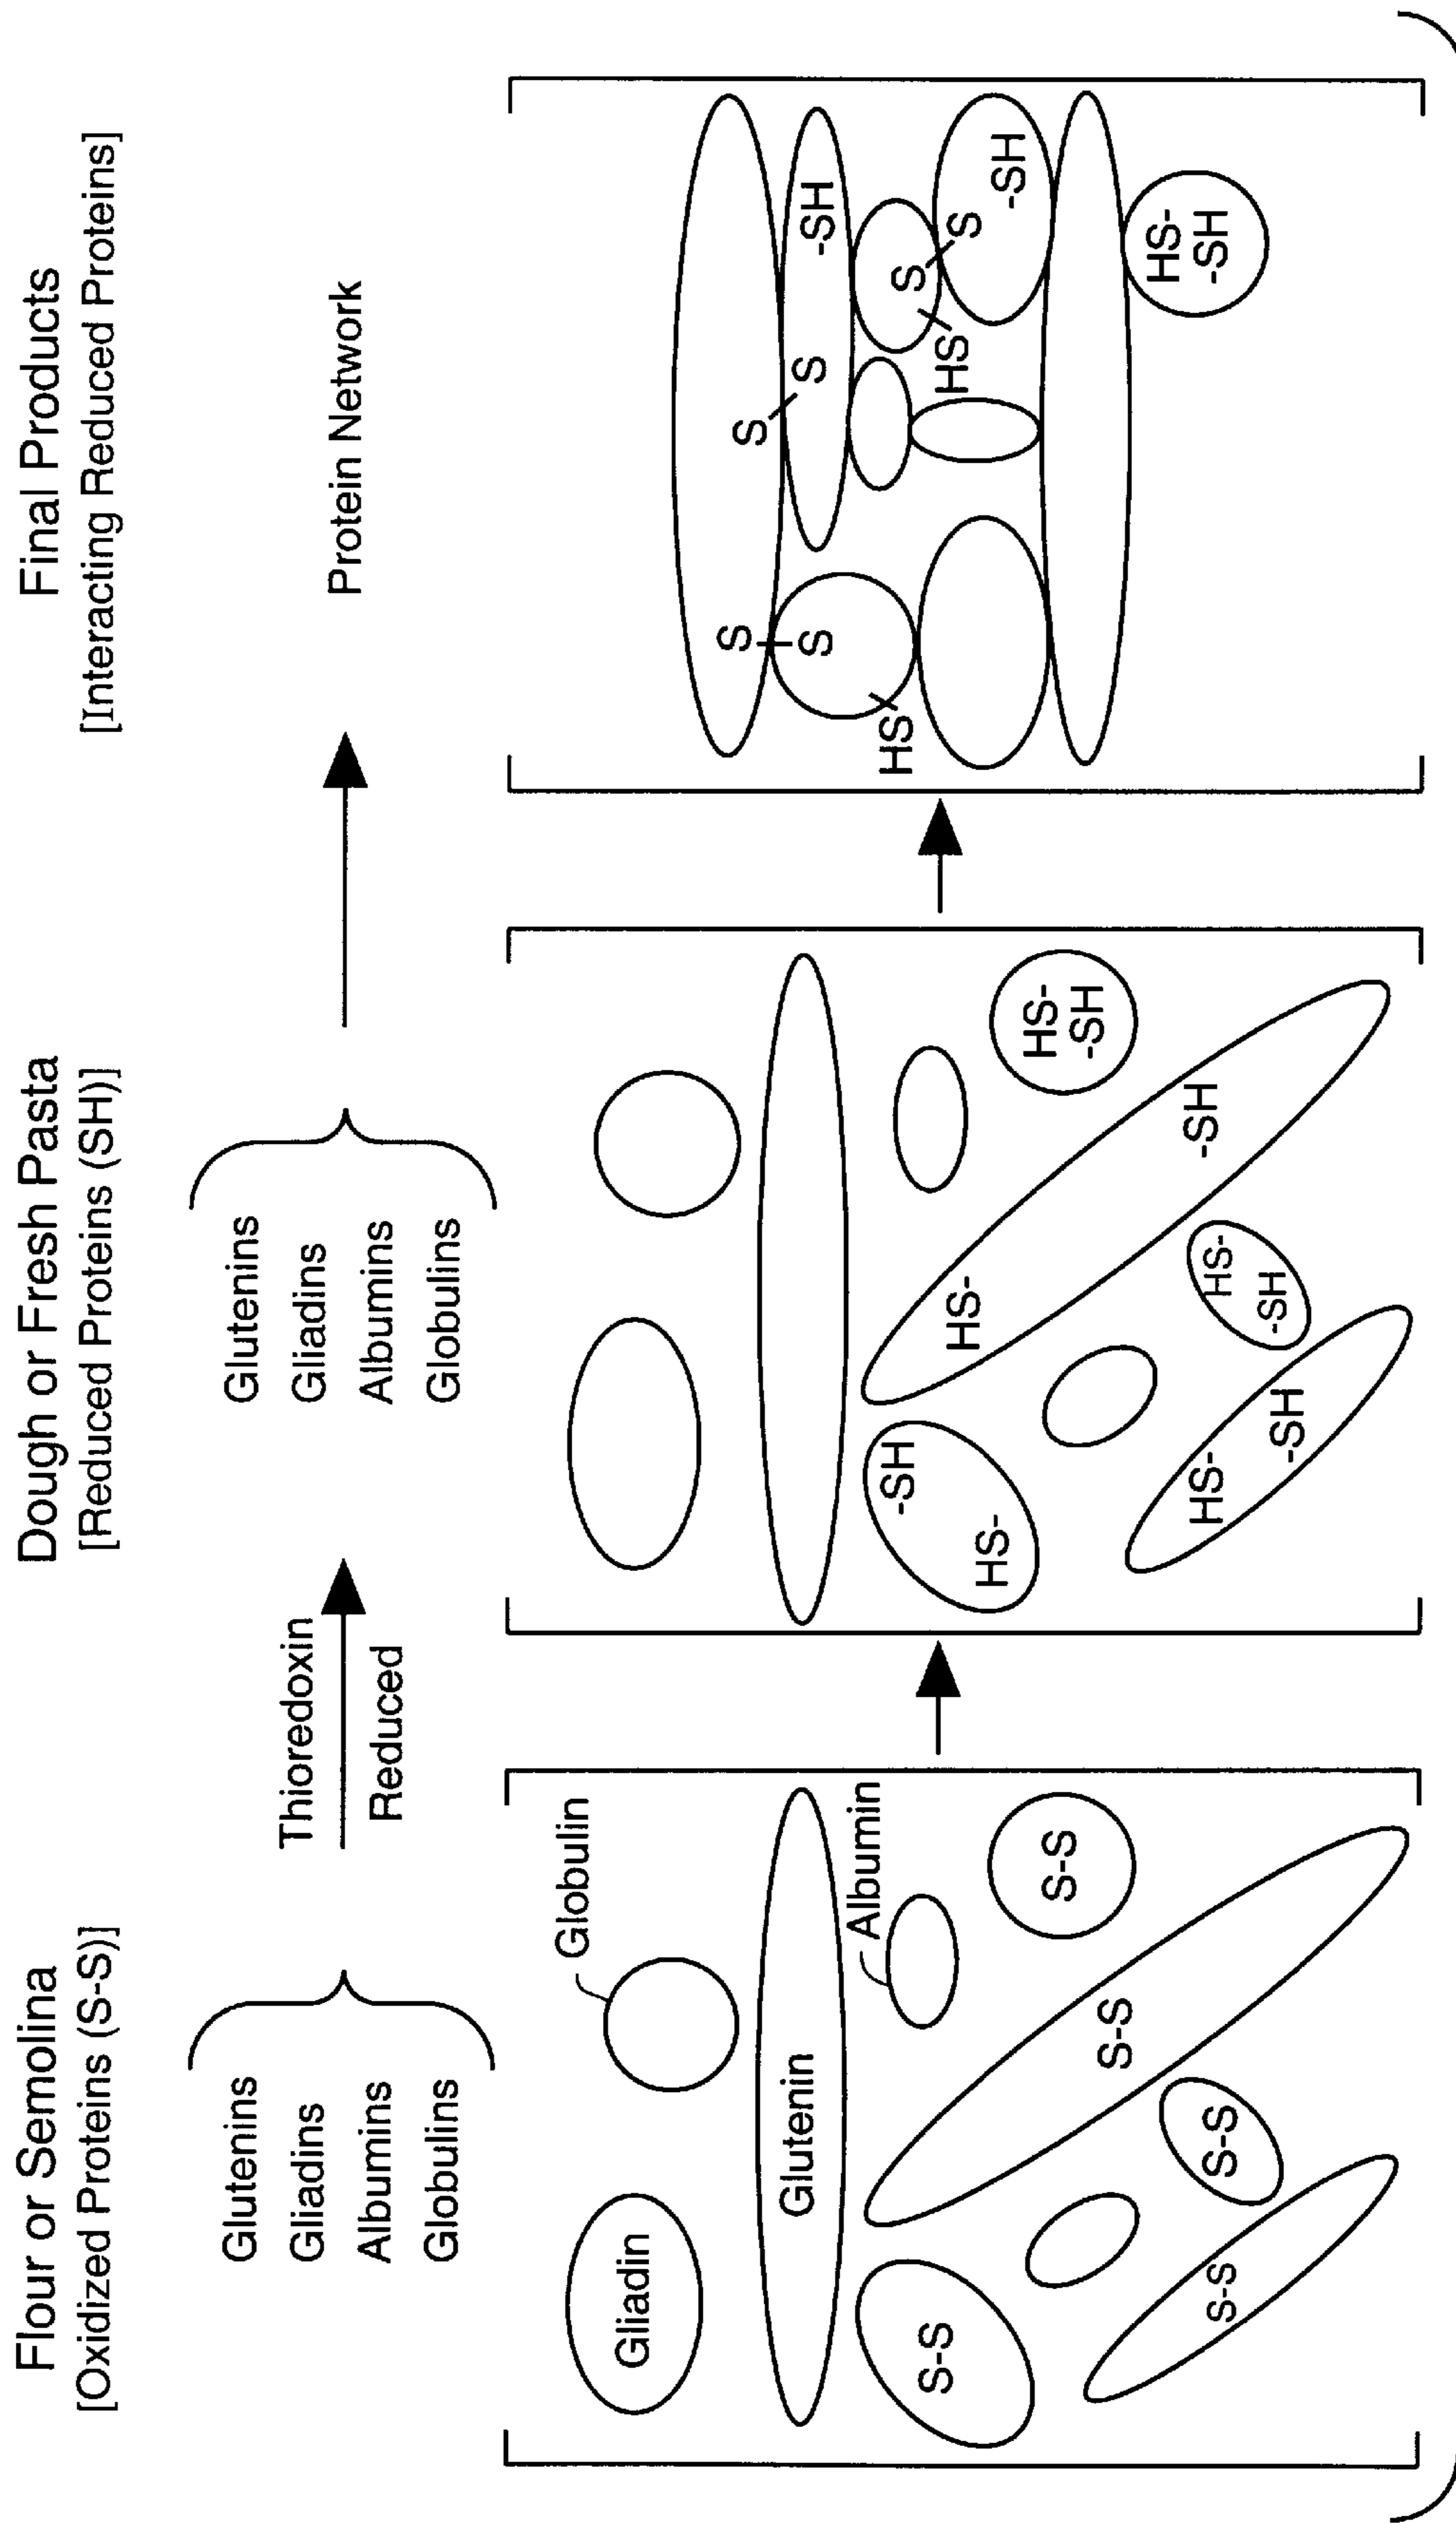 Flour or Semolina
[Oxidized Proteins (S-S)]
Dough or Fresh Pasta
[Reduced Proteins (SH)]
Final Products
[Interacting Reduced Proteins]
Glutenins
Gliadins
Albumins
Globulins
Thioredoxin
Reduced
Glutenins
Gliadins
Albumins
Globulins
Protein Network
Gliadin
Globulin
Glutenin
Albumin
S-S
S-S
S-S
S-S
S-S
-SH
HS-
HS-
-SH
HS-
-SH
HS-
-SH
HS-
-SH
S
S
S
S
-SH
HS
HS
S
S
-SH
HS-
-SH